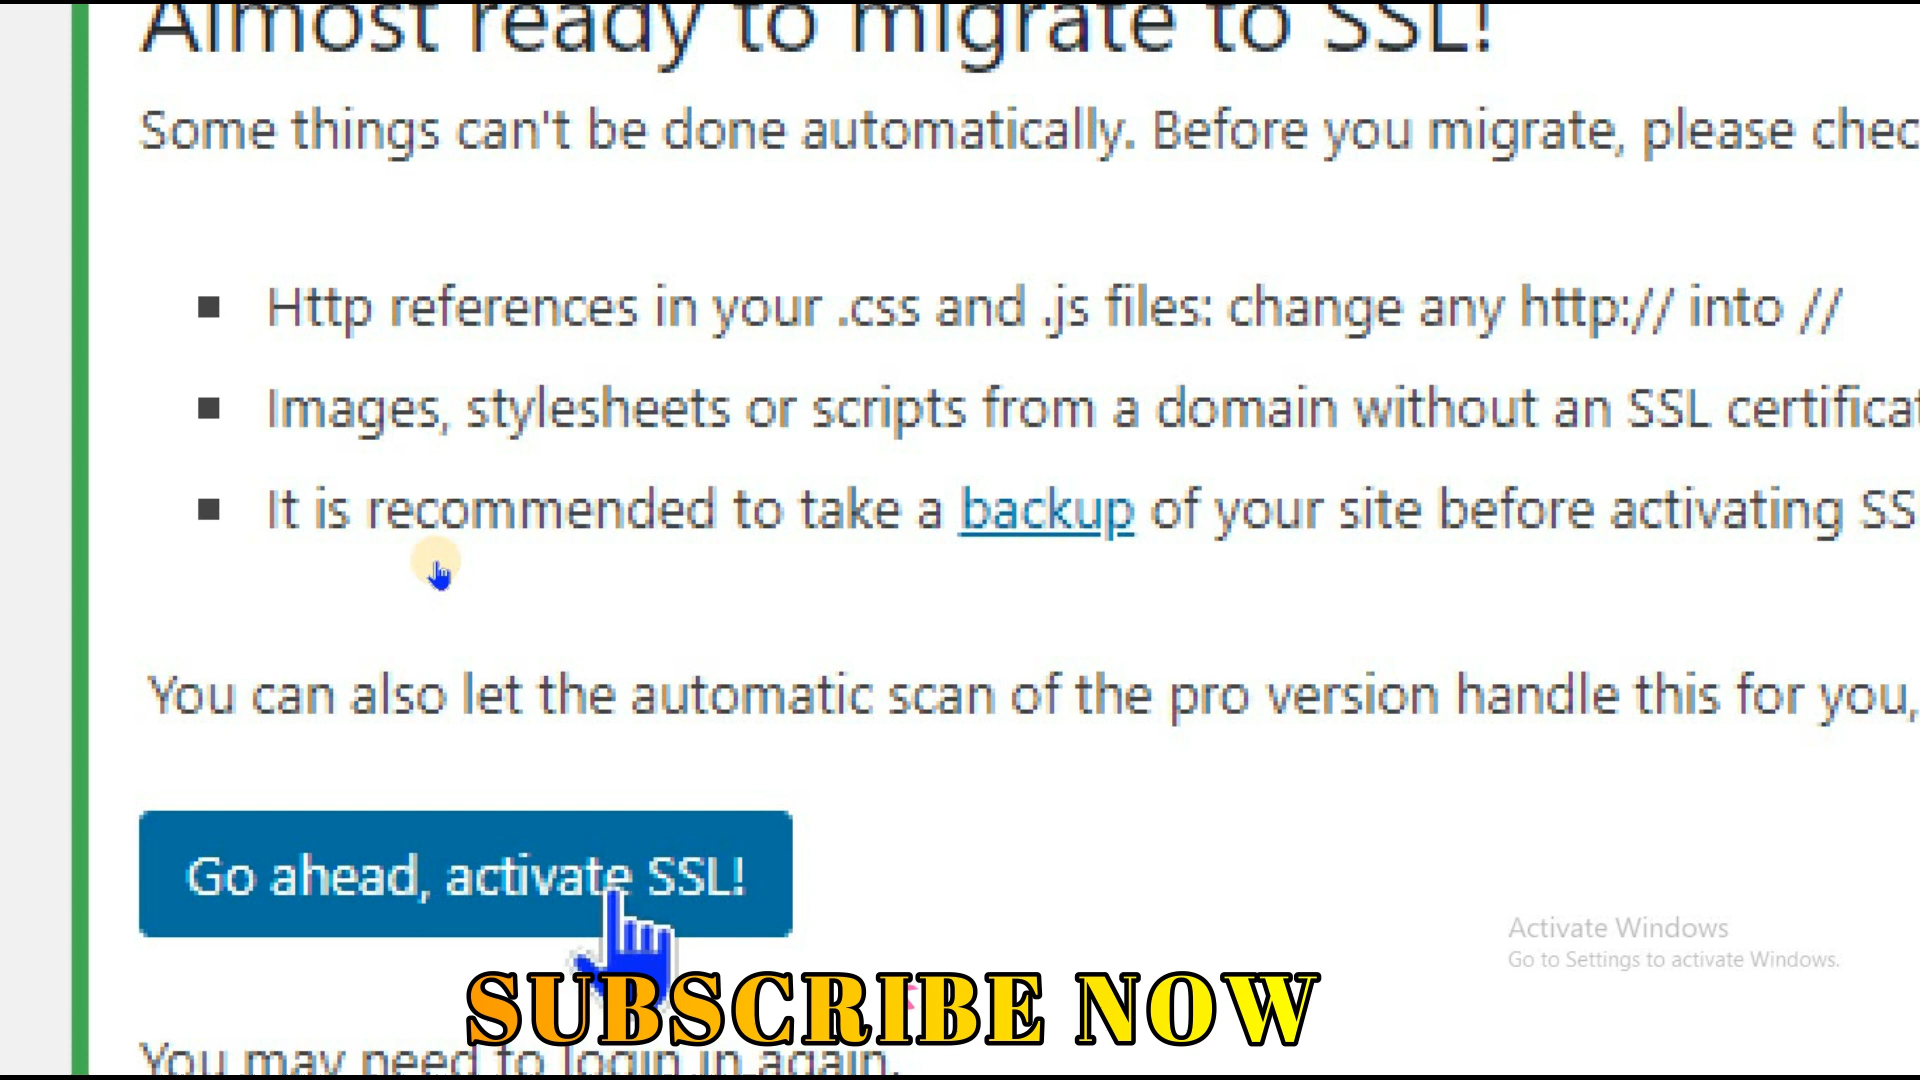 Almost ready to migrate to SSL!
Some things can't be done automatically. Before you migrate, please chec
Http references in your .css and .js files: change any http:// into //
Images, stylesheets or scripts from a domain without an SSL certificat
It is recommended to take a backup of your site before activating SS
You can also let the automatic scan of the pro version handle this for you,
Go ahead, activate SSL!
Activate Windows
Go to Settings to activate Windows.
SUBSCRIBE NOW
You may need to login in again.